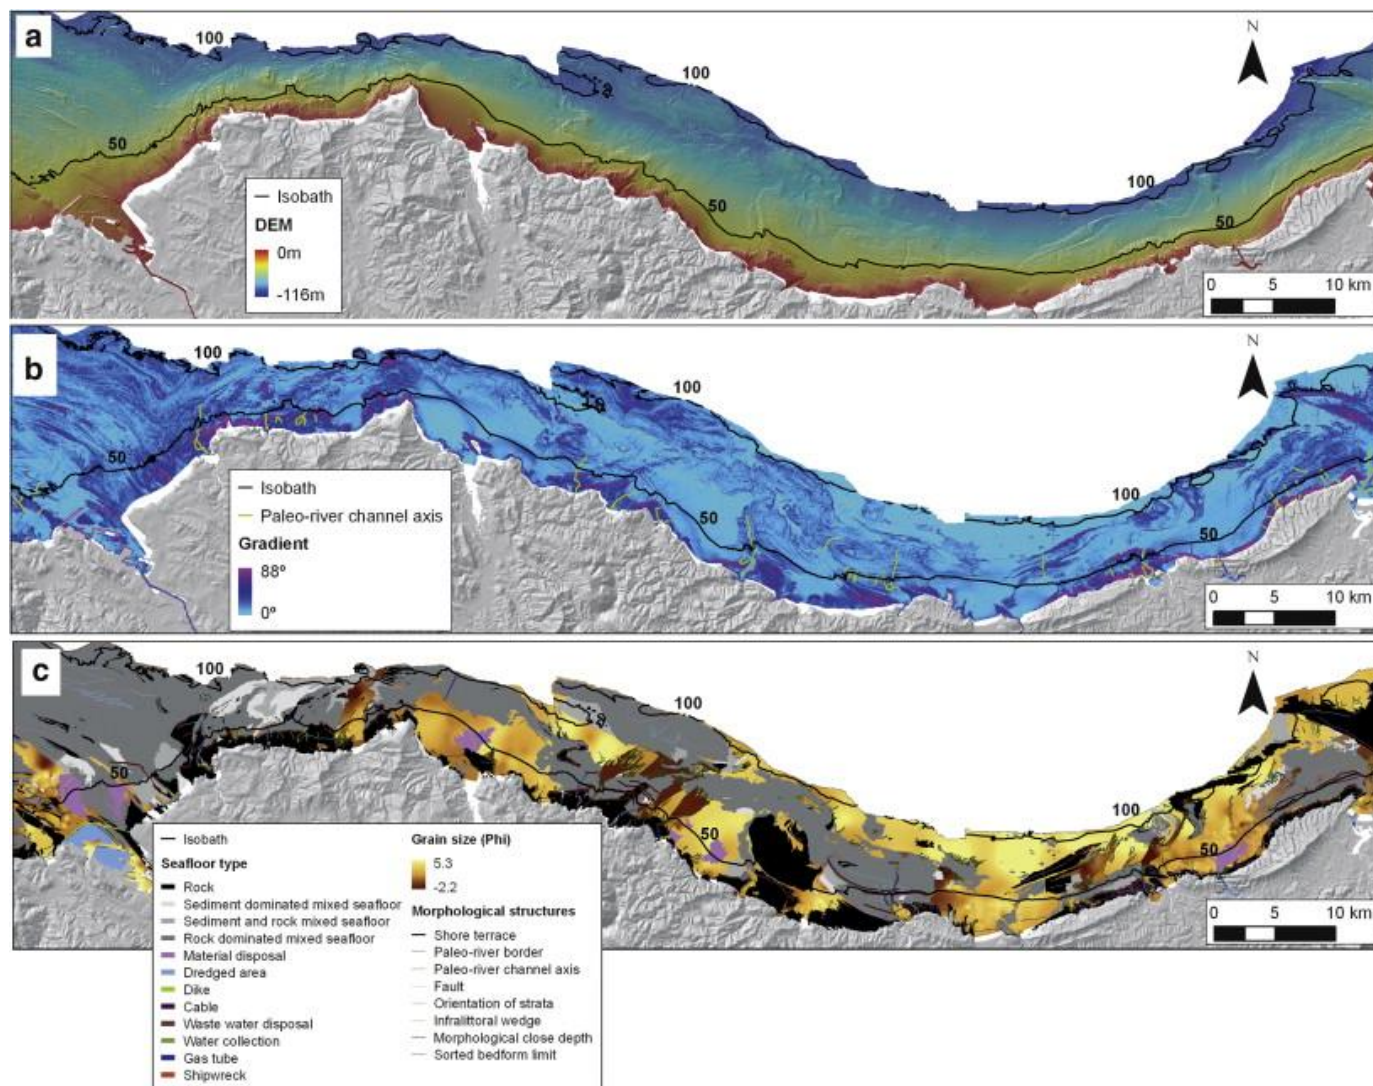 a
100
100
N
50
50
100
50
Isobath
DEM
0m
-116m
0 5 10 km
b
100
100
N
50
50
100
50
Isobath
Paleo-river channel axis
Gradient
88°
0°
0 5 10 km
c
100
100
N
50
50
100
50
0 5 10 km
Isobath
Seafloor type
Rock
Sediment dominated mixed seafloor
Sediment and rock mixed seafloor
Rock dominated mixed seafloor
Material disposal
Dredged area
Dike
Cable
Waste water disposal
Water collection
Gas tube
Shipwreck
Grain size (Phi)
5.3
-2.2
Morphological structures
Shore terrace
Paleo-river border
Paleo-river channel axis
Fault
Orientation of strata
Infralittoral wedge
Morphological close depth
Sorted bedform limit